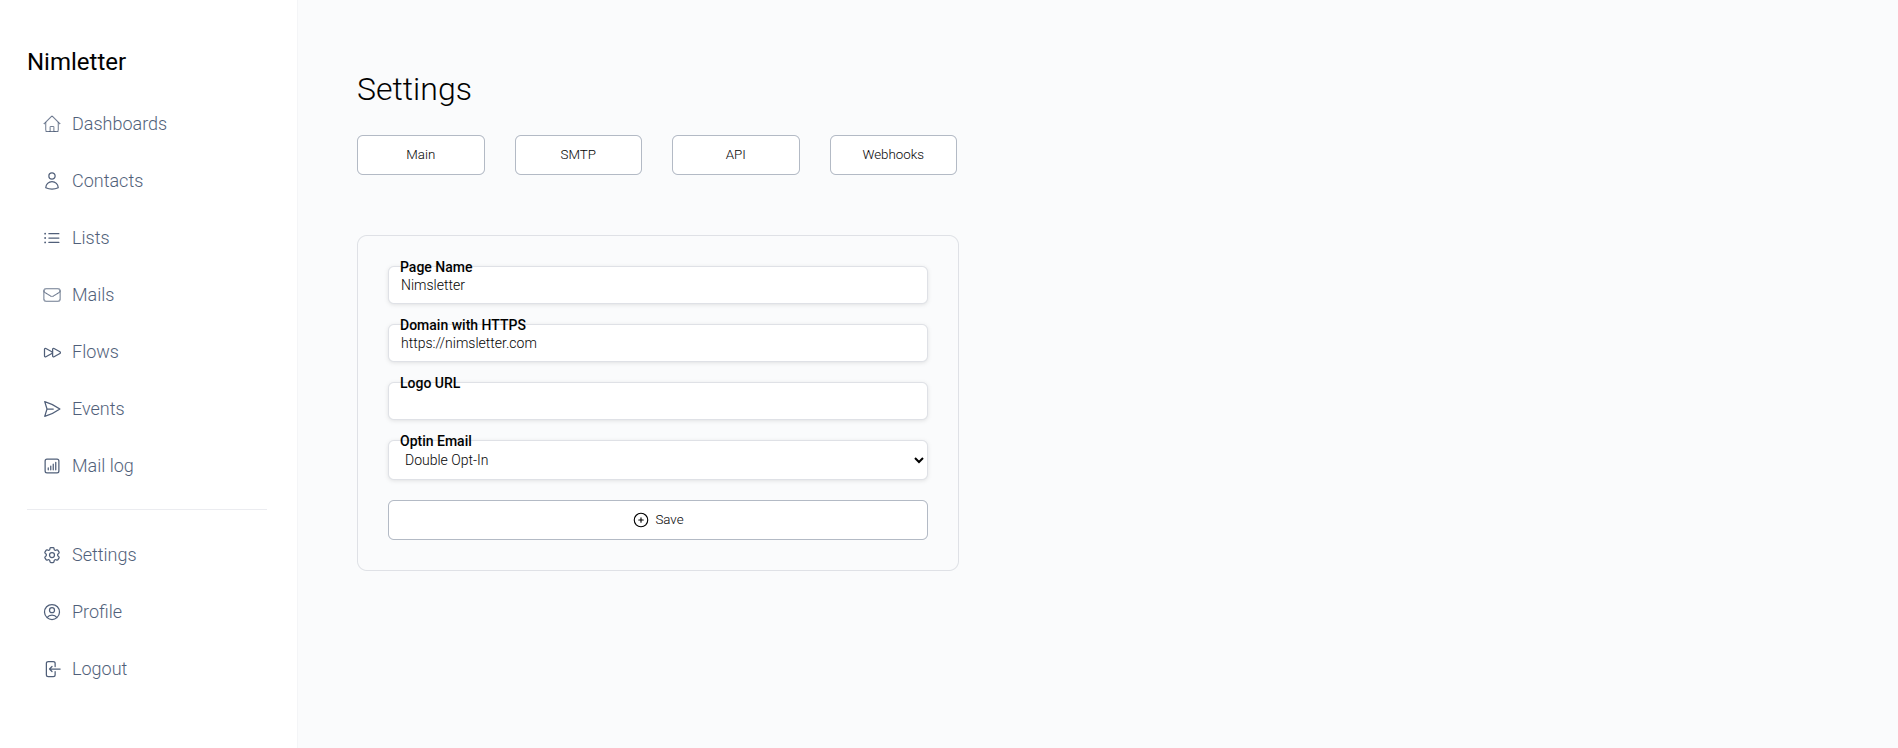 Nimletter
Dashboards
Contacts
Lists
Mails
Flows
Events
Mail log
Settings
Profile
Logout
Settings
Main SMTP API Webhooks
Page Name
Nimsletter
Domain with HTTPS
https://nimsletter.com
Logo URL
Optin Email
Double Opt-In
Save